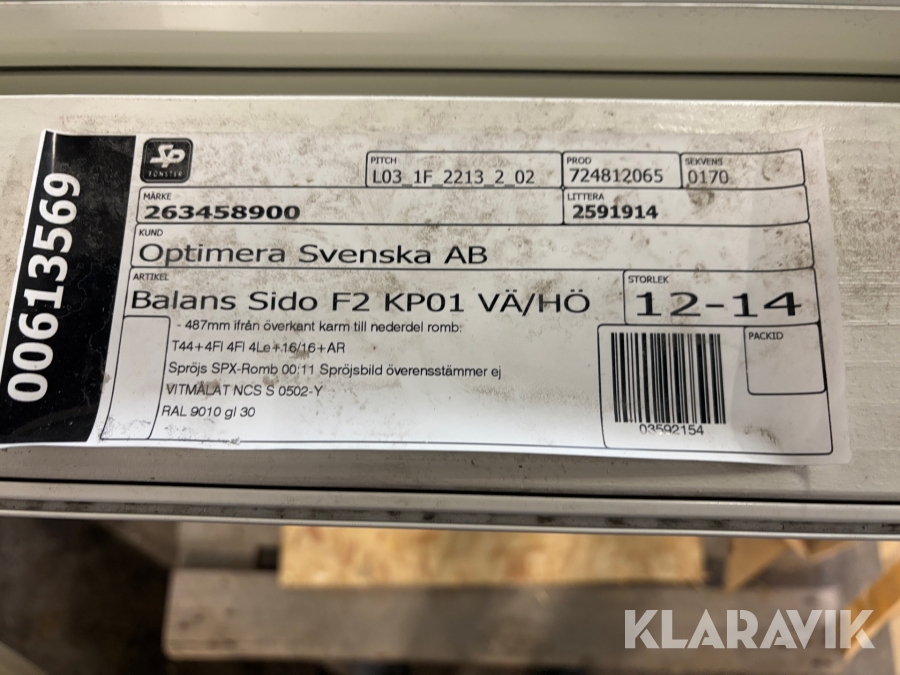 00613569
SP
FÖNSTER
PITCH
L03_1F_2213_2_02
PROD
724812065
SEKVENS
0170
MÄRKE
263458900
LITTERA
2591914
KUND
Optimera Svenska AB
ARTIKEL
Balans Sido F2 KP01 VÄ/HÖ
STORLEK
12-14
- 487mm ifrån överkant karm till nederdel romb:
T44+4Fl 4Fl 4Le+16/16+AR
Spröjs SPX-Romb 00:11 Spröjsbild överensstämmer ej
VITMÅLAT NCS S 0502-Y
RAL 9010 gl 30
PACKID
03592154
KLARAVIK